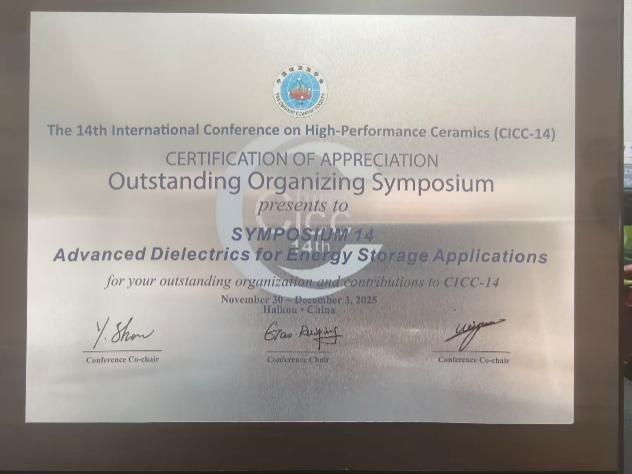 The 14th International Conference on High-Performance Ceramics (CICC-14)
CERTIFICATION OF APPRECIATION
Outstanding Organizing Symposium
presents to
SYMPOSIUM 14
Advanced Dielectrics for Energy Storage Applications
for your outstanding organization and contributions to CICC-14
November 30 – December 3, 2025
Haikou • China
Conference Co-chair
Conference Chair
Conference Co-chair
CICC
14th